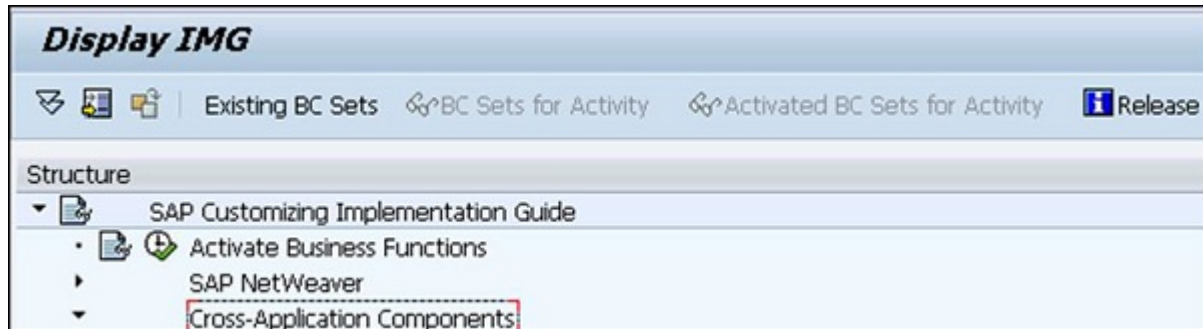 Display IMG
Existing BC Sets BC Sets for Activity Activated BC Sets for Activity Release
Structure
SAP Customizing Implementation Guide
Activate Business Functions
SAP NetWeaver
Cross-Application Components